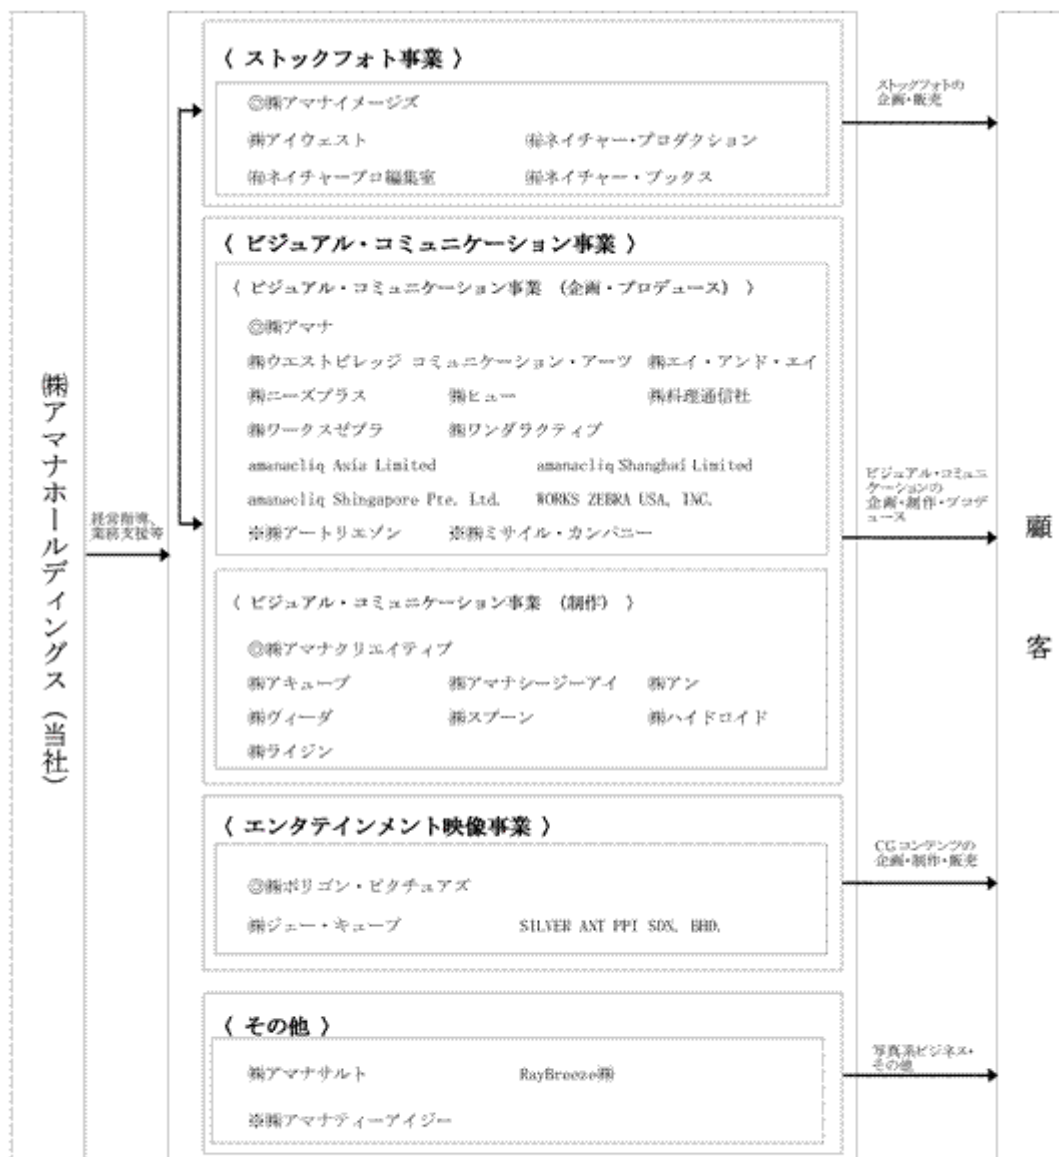 ㈱アマナホールディングス（当社）
経営指導、
業務支援等
〈 ストックフォト事業 〉
◎㈱アマナイメージズ
㈱アイウェスト ㈲ネイチャー・プロダクション
㈲ネイチャープロ編集室 ㈲ネイチャー・ブックス
ストックフォトの
企画・販売
〈 ビジュアル・コミュニケーション事業 〉
〈 ビジュアル・コミュニケーション事業 （企画・プロデュース） 〉
◎㈱アマナ
㈱ウエストビレッジ コミュニケーション・アーツ ㈱エイ・アンド・エイ
㈱ニーズプラス ㈱ヒュー ㈱料理通信社
㈱ワークスゼブラ ㈱ワンダラクティブ
amanacliq Asia Limited amanacliq Shanghai Limited
amanacliq Shingapore Pte. Ltd. WORKS ZEBRA USA, INC.
※㈱アートリエゾン ※㈱ミサイル・カンパニー
ビジュアル・コミュニ
ケーションの
企画・制作・プロデ
ュース
〈 ビジュアル・コミュニケーション事業 （制作） 〉
◎㈱アマナクリエイティブ
㈱アキューブ ㈱アマナシージーアイ ㈱アン
㈱ヴィーダ ㈱スプーン ㈱ハイドロイド
㈱ライジン
〈 エンタテインメント映像事業 〉
◎㈱ポリゴン・ピクチュアズ
㈱ジェー・キューブ SILVER ANT PPI SDN. BHD.
CGコンテンツの
企画・制作・販売
〈 その他 〉
㈱アマナサルト RayBreeze㈱
※㈱アマナティーアイジー
写真系ビジネス・
その他
顧客